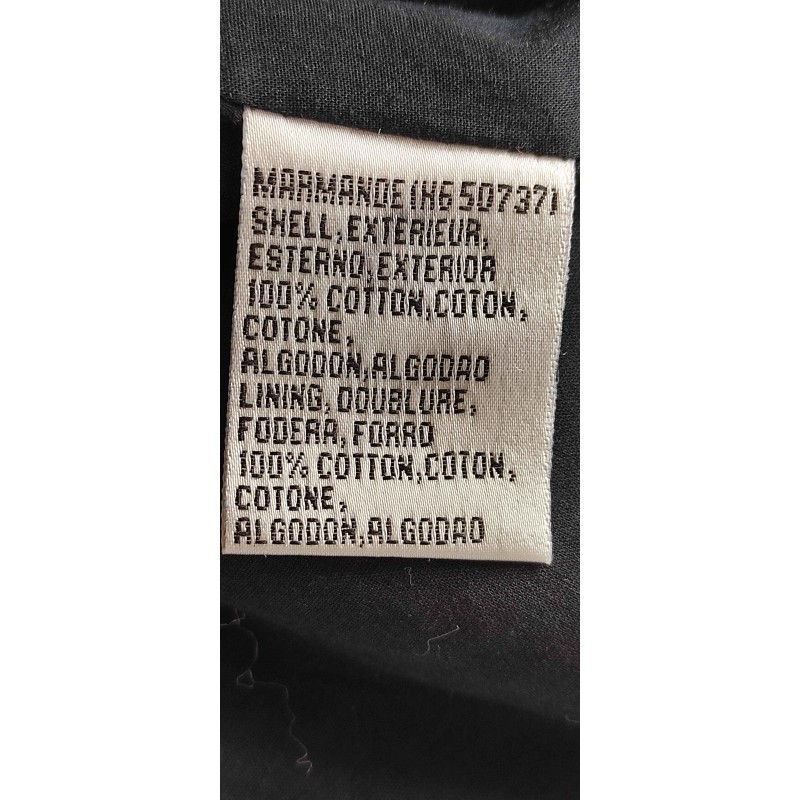 MARMANDE (H6 50737)
SHELL, EXTERIEUR,
ESTERNO, EXTERIOR
100% COTTON, COTON,
COTONE,
ALGODON, ALGODAO
LINING, DOUBLURE,
FODERA, FORRO
100% COTTON, COTON,
COTONE,
ALGODON, ALGODAO